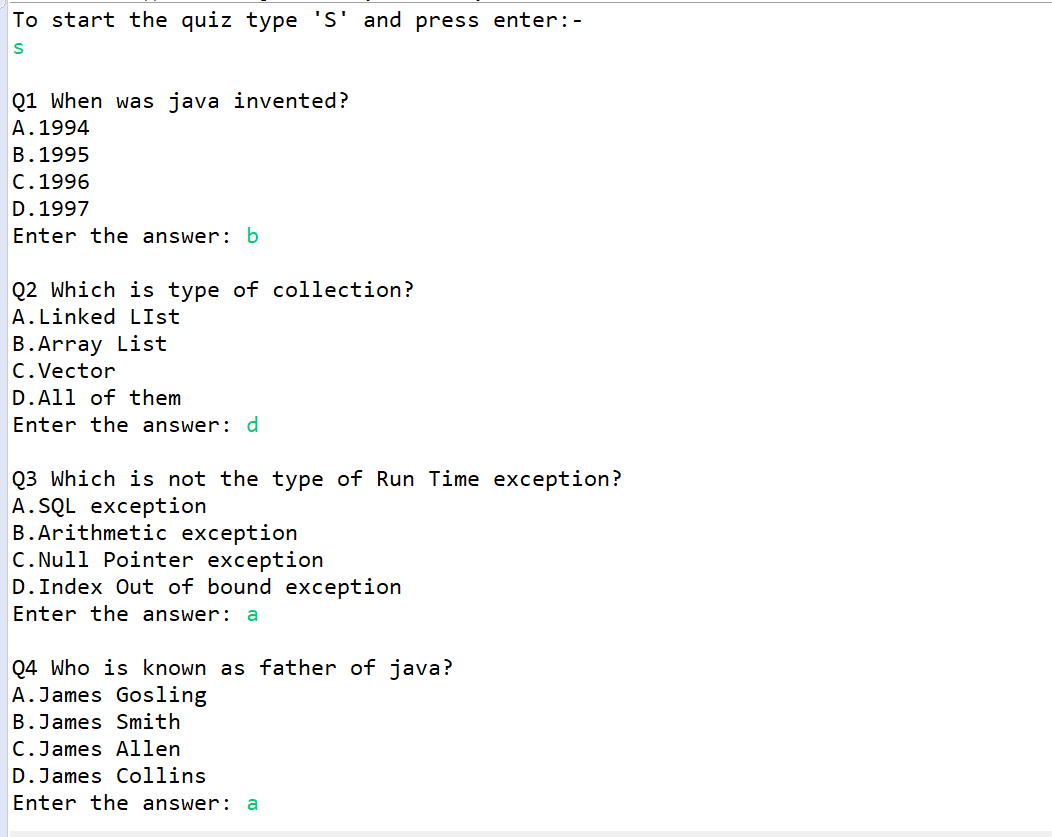 To start the quiz type 'S' and press enter:-
s
Q1 When was java invented?
A.1994
B.1995
C.1996
D.1997
Enter the answer: b
Q2 Which is type of collection?
A.Linked LIst
B.Array List
C.Vector
D.All of them
Enter the answer: d
Q3 Which is not the type of Run Time exception?
A.SQL exception
B.Arithmetic exception
C.Null Pointer exception
D.Index Out of bound exception
Enter the answer: a
Q4 Who is known as father of java?
A.James Gosling
B.James Smith
C.James Allen
D.James Collins
Enter the answer: a